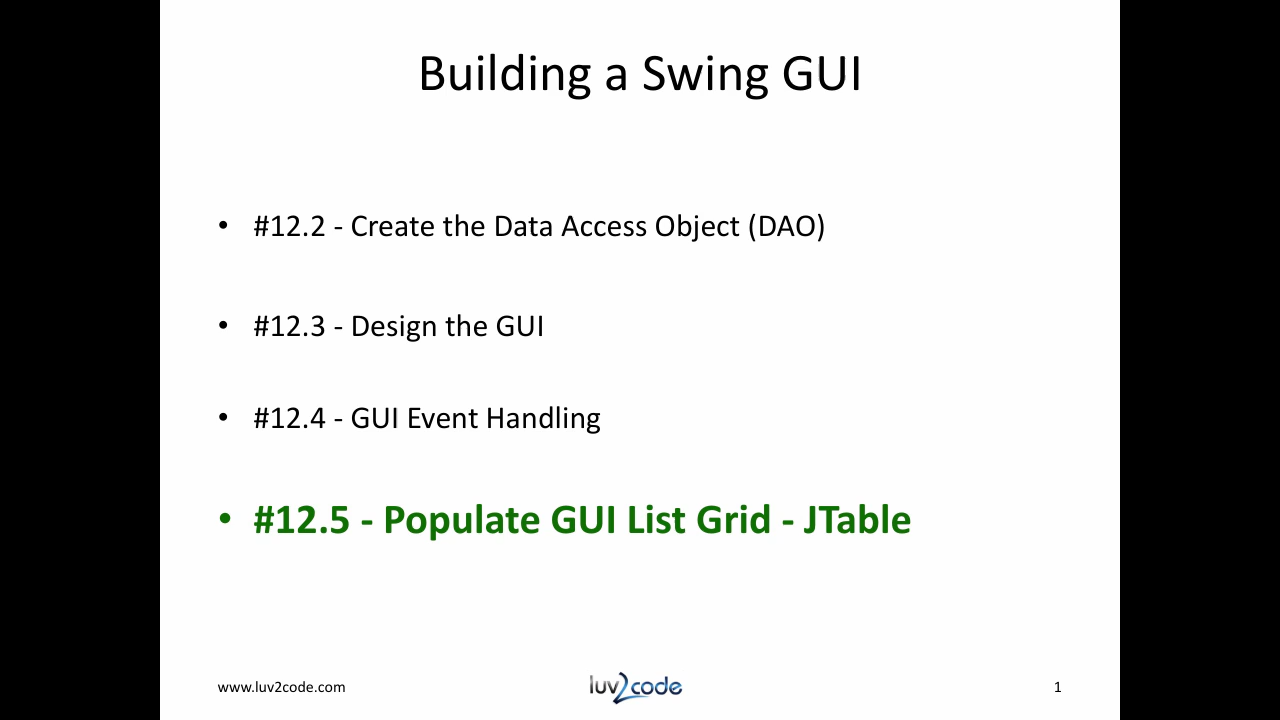 Building a Swing GUI
• #12.2 - Create the Data Access Object (DAO)
• #12.3 - Design the GUI
• #12.4 - GUI Event Handling
• #12.5 - Populate GUI List Grid - JTable
www.luv2code.com
luv2code
1